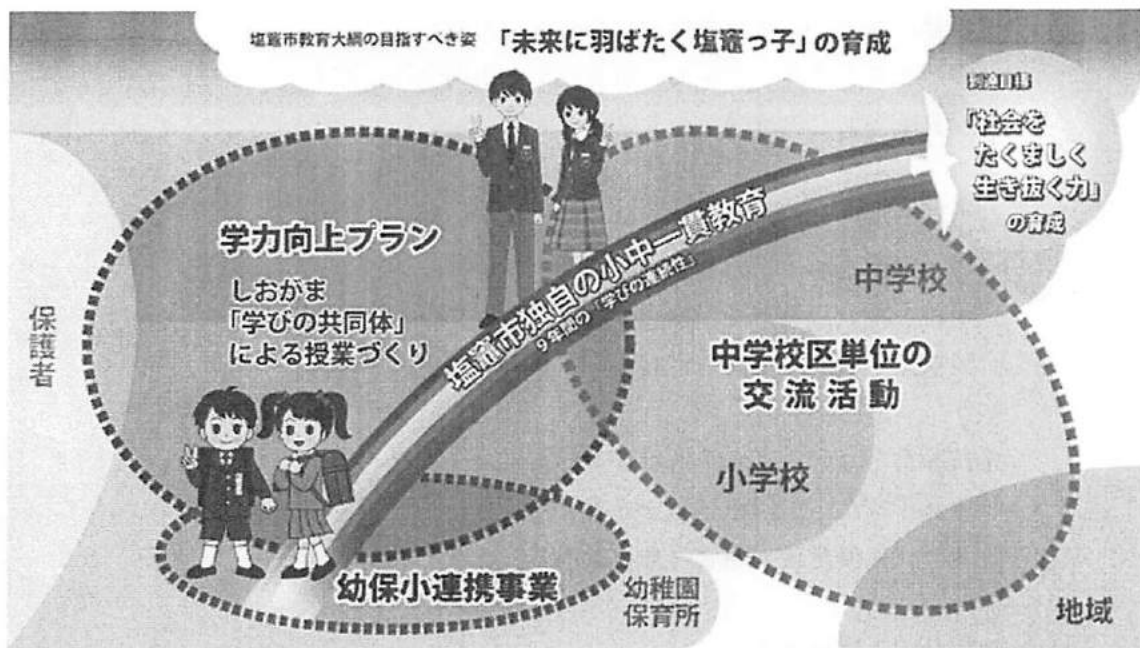 塩竈市教育大綱の目指すべき姿 「未来に羽ばたく塩竈っ子」の育成
到達目標
「社会を
たくましく
生き抜く力」
の育成
学力向上プラン
しおがま
「学びの共同体」
による授業づくり
塩竈市独自の小中一貫教育
9年間の「学びの連続性」
中学校
中学校区単位の
交流活動
保護者
小学校
幼保小連携事業
幼稚園
保育所
地域